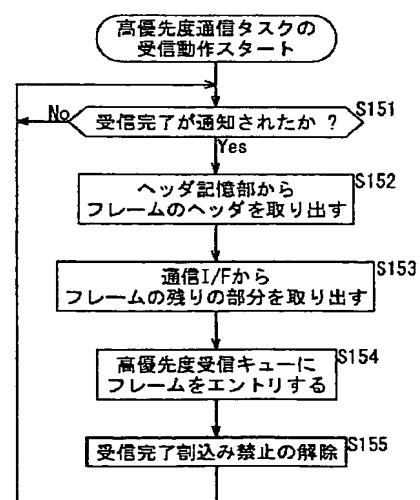 高優先度通信タスクの
受信動作スタート
No
受信完了が通知されたか ?
S151
Yes
ヘッダ記憶部から
フレームのヘッダを取り出す
S152
通信I/Fから
フレームの残りの部分を取り出す
S153
高優先度受信キューに
フレームをエントリする
S154
受信完了割込み禁止の解除
S155